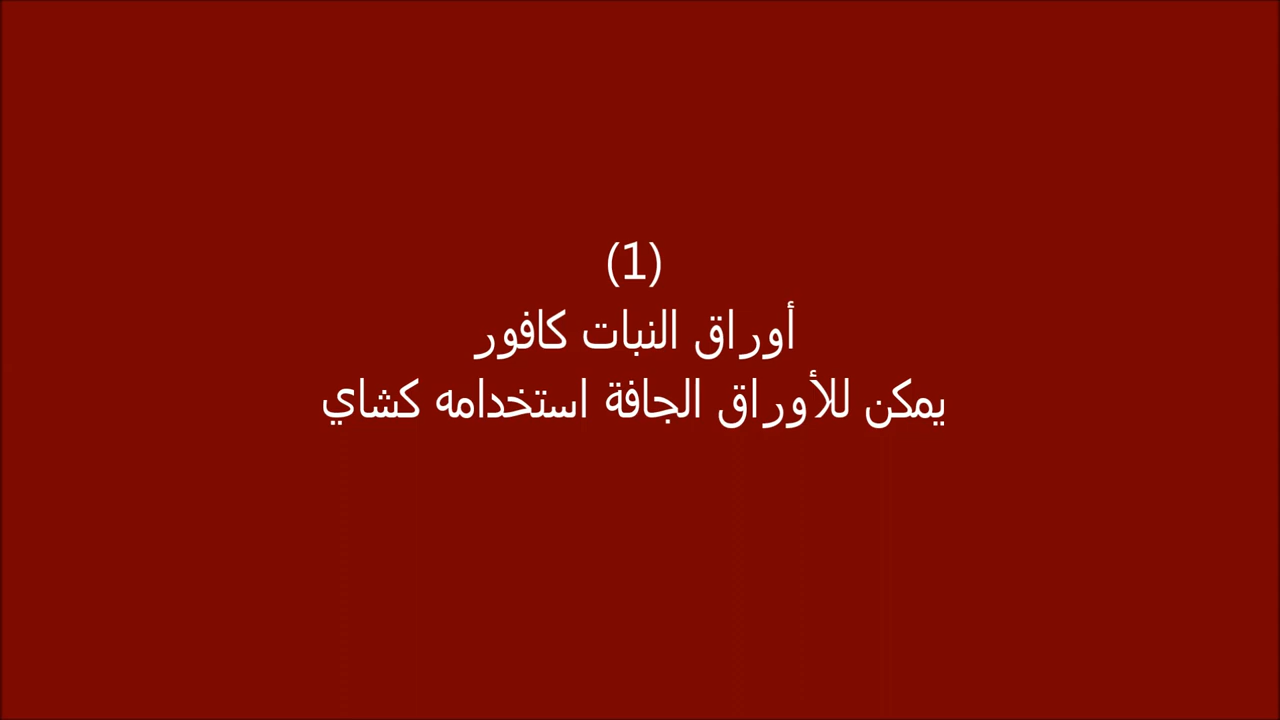 (1)
أوراق النبات كافور
يمكن للأوراق الجافة استخدامه كشاي